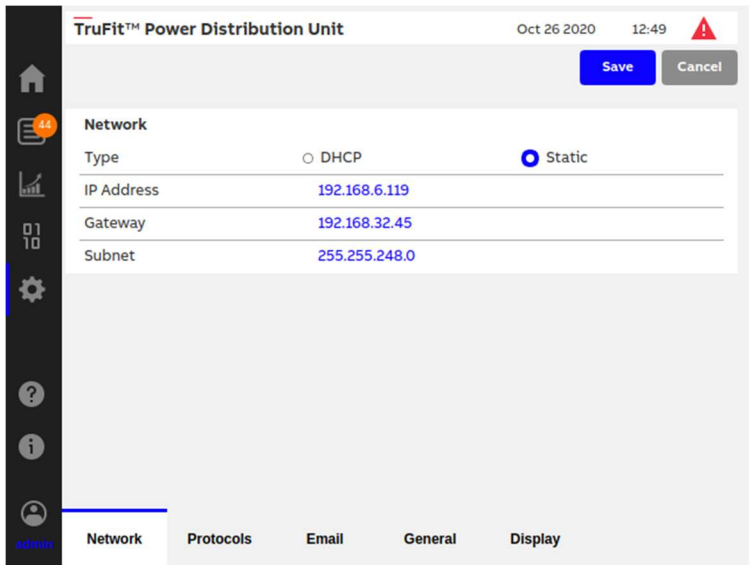 TruFit™ Power Distribution Unit Oct 26 2020 12:49
Save Cancel
44
Network
Type DHCP Static
IP Address 192.168.6.119
Gateway 192.168.32.45
Subnet 255.255.248.0
01
10
admin
Network Protocols Email General Display